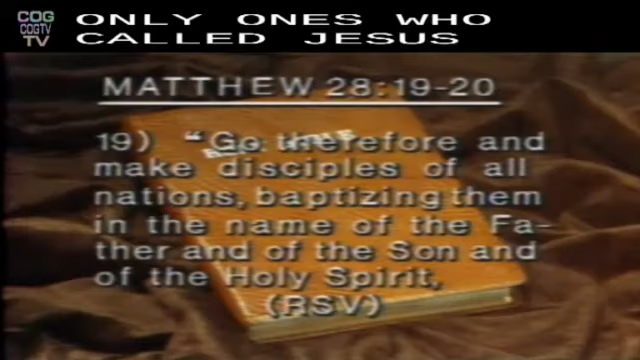 COG
COGTV
TV
ONLY ONES WHO
CALLED JESUS
MATTHEW 28:19-20
19) “Go therefore and
make disciples of all
nations, baptizing them
in the name of the Fa-
ther and of the Son and
of the Holy Spirit,
(RSV)